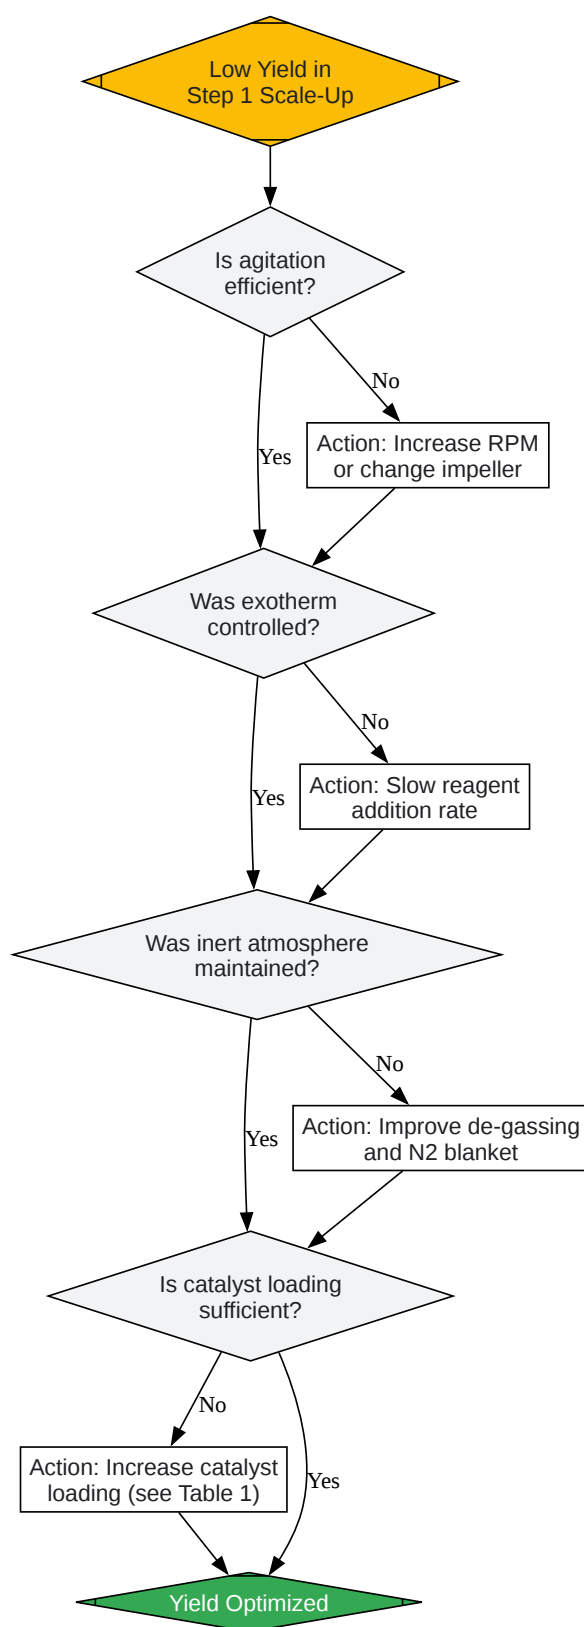 Low Yield in
Step 1 Scale-Up
Is agitation
efficient?
No
Action: Increase RPM
or change impeller
Yes
Was exotherm
controlled?
No
Action: Slow reagent
addition rate
Yes
Was inert atmosphere
maintained?
No
Action: Improve de-gassing
and N2 blanket
Yes
Is catalyst loading
sufficient?
No
Action: Increase catalyst
loading (see Table 1)
Yes
Yield Optimized